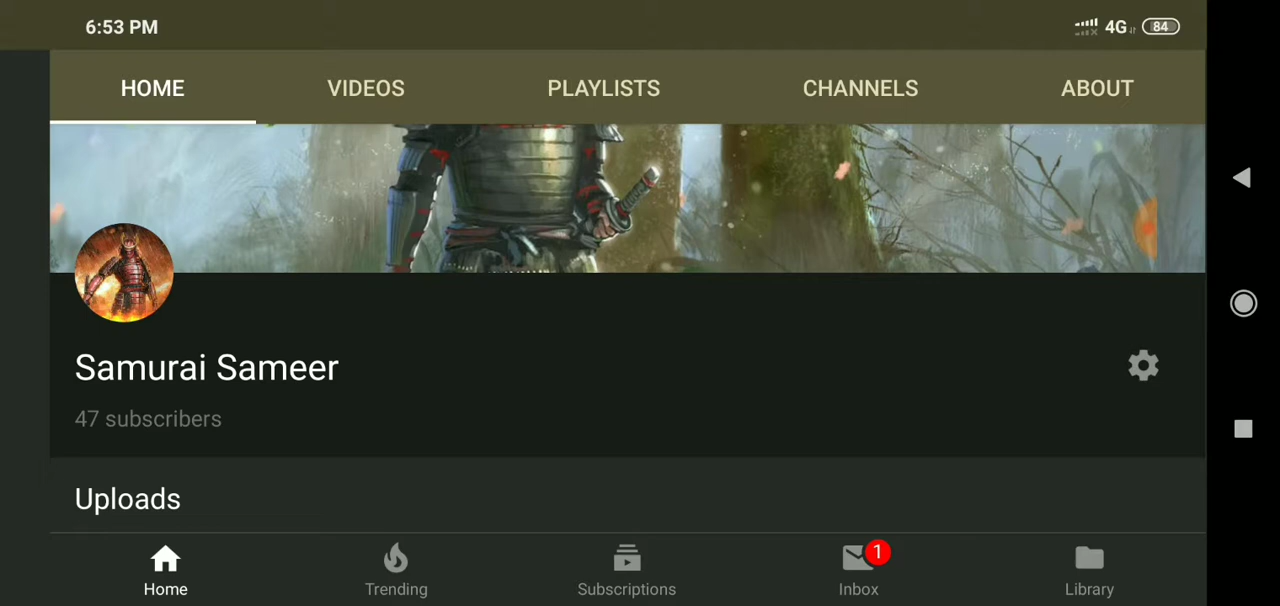 6:53 PM
4G
84
HOME
VIDEOS
PLAYLISTS
CHANNELS
ABOUT
Samurai Sameer
47 subscribers
Uploads
1
Home
Trending
Subscriptions
Inbox
Library